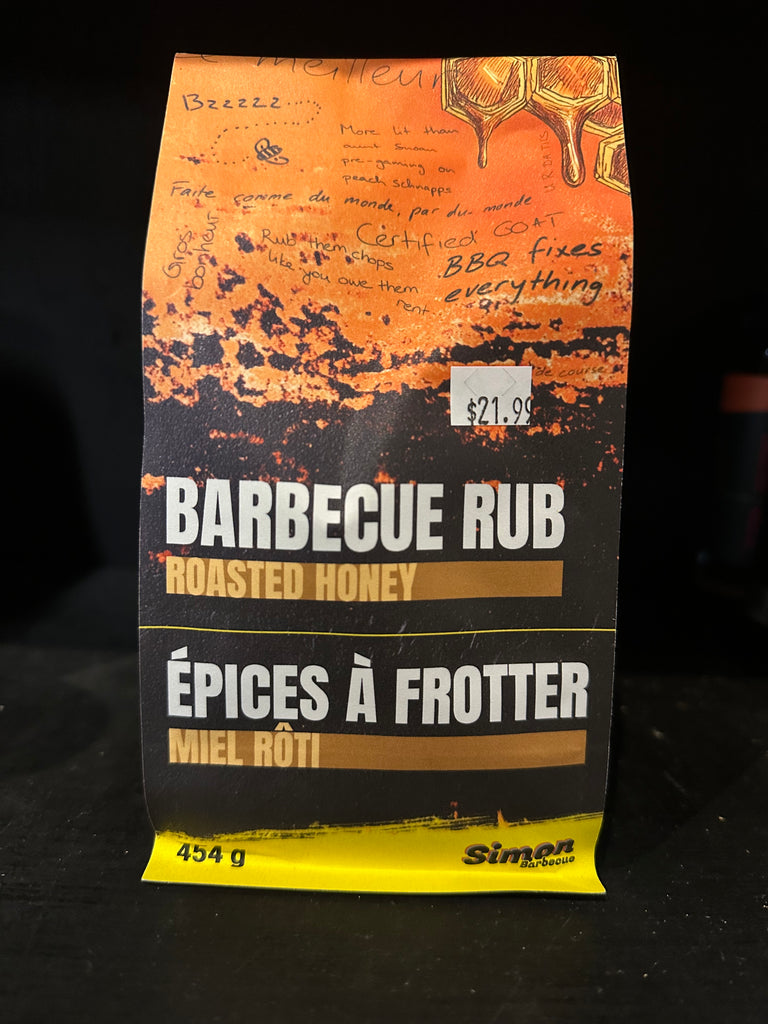 meilleur
Bzzzzz
More lit than
aunt Susan
pre-gaming on
peach schnapps
U R OATIS
Faite comme du monde, par du monde
Gros
bonheur
Certified GOAT
Rub them chops
like you owe them
rent
BBQ fixes
everything
de course
$21.99
BARBECUE RUB
ROASTED HONEY
ÉPICES À FROTTER
MIEL RÔTI
454 g
Simon
Barbecue